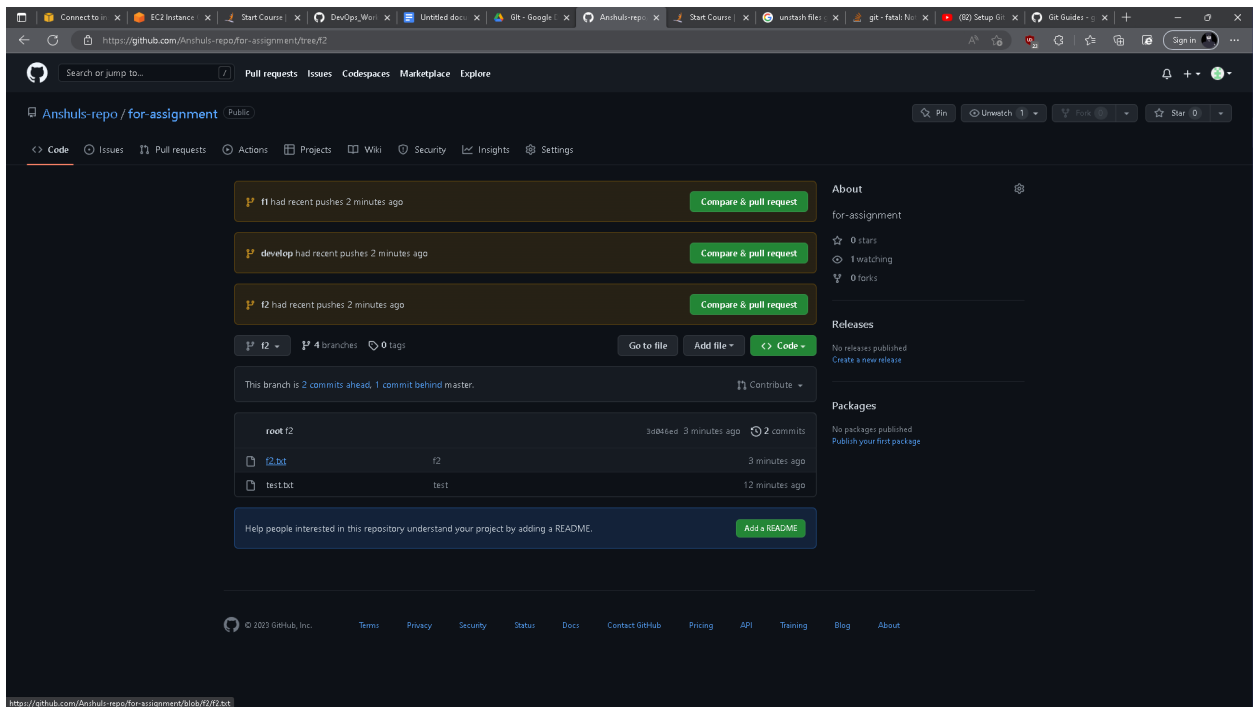 Connect to in
EC2 Instance
Start Course
DevOps_Worl
Untitled docu
Git - Google D
Anshuls-repo
Start Course
unstash files
git - fatal: No
(82) Setup Git
Git Guides - g
https://github.com/Anshuls-repo/for-assignment/tree/f2
22
Sign in
Search or jump to...
/
Pull requests Issues Codespaces Marketplace Explore
Anshuls-repo / for-assignment Public
Pin
Unwatch 1
Fork
Star 0
Code Issues Pull requests Actions Projects Wiki Security Insights Settings
f1 had recent pushes 2 minutes ago
Compare & pull request
develop had recent pushes 2 minutes ago
Compare & pull request
f2 had recent pushes 2 minutes ago
Compare & pull request
f2 4 branches 0 tags
Go to file Add file <> Code
This branch is 2 commits ahead, 1 commit behind master.
Contribute
root f2 3d046ed 3 minutes ago 2 commits
f2.txt f2 3 minutes ago
test.txt test 12 minutes ago
Help people interested in this repository understand your project by adding a README.
Add a README
About
for-assignment
0 stars
1 watching
0 forks
Releases
No releases published
Create a new release
Packages
No packages published
Publish your first package
© 2023 GitHub, Inc. Terms Privacy Security Status Docs Contact GitHub Pricing API Training Blog About
https://github.com/Anshuls-repo/for-assignment/blob/f2/f2.txt